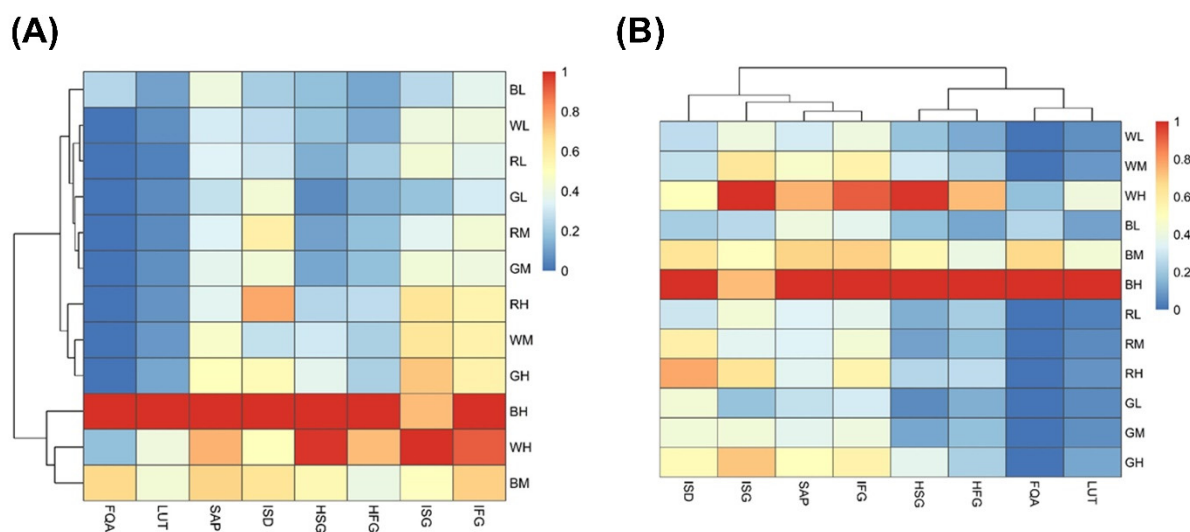 (A)
(B)
BL
WL
RL
GL
RM
GM
RH
WM
GH
BH
WH
BM
FQA LUT SAP ISD HSG HFG ISG IFG
1
0.8
0.6
0.4
0.2
0
WL
WM
WH
BL
BM
BH
RL
RM
RH
GL
GM
GH
ISD ISG SAP IFG HSG HFG FQA LUT
1
0.8
0.6
0.4
0.2
0